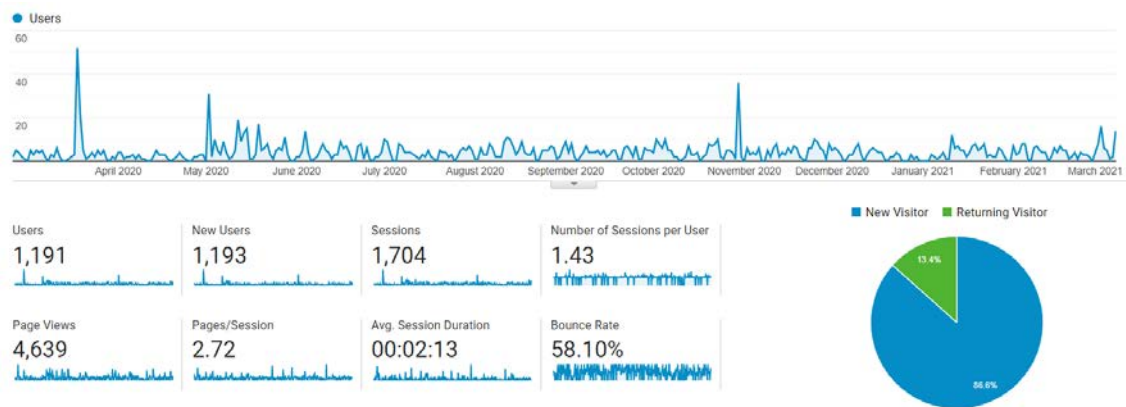 Users
60
40
20
April 2020 May 2020 June 2020 July 2020 August 2020 September 2020 October 2020 November 2020 December 2020 January 2021 February 2021 March 2021
New Visitor Returning Visitor
Users New Users Sessions Number of Sessions per User
1,191 1,193 1,704 1.43
Page Views Pages/Session Avg. Session Duration Bounce Rate
4,639 2.72 00:02:13 58.10%
13.4%
86.6%